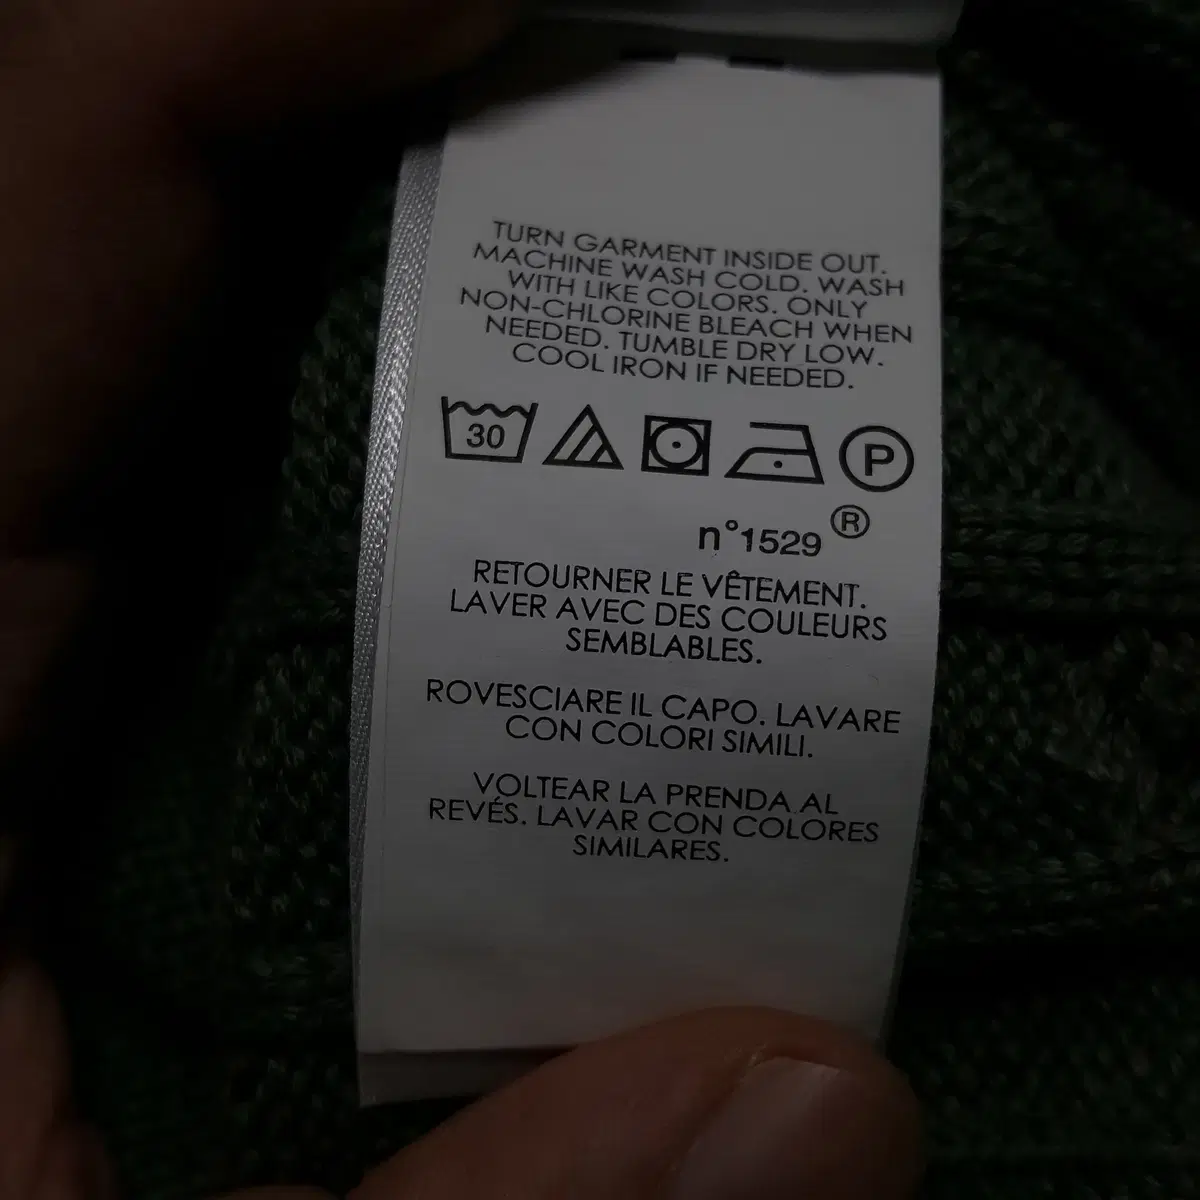 TURN GARMENT INSIDE OUT.
MACHINE WASH COLD. WASH
WITH LIKE COLORS. ONLY
NON-CHLORINE BLEACH WHEN
NEEDED. TUMBLE DRY LOW.
COOL IRON IF NEEDED.
30 P
n°1529 ®
RETOURNER LE VÊTEMENT.
LAVER AVEC DES COULEURS
SEMBLABLES.
ROVESCIARE IL CAPO. LAVARE
CON COLORI SIMILI.
VOLTEAR LA PRENDA AL
REVÉS. LAVAR CON COLORES
SIMILARES.